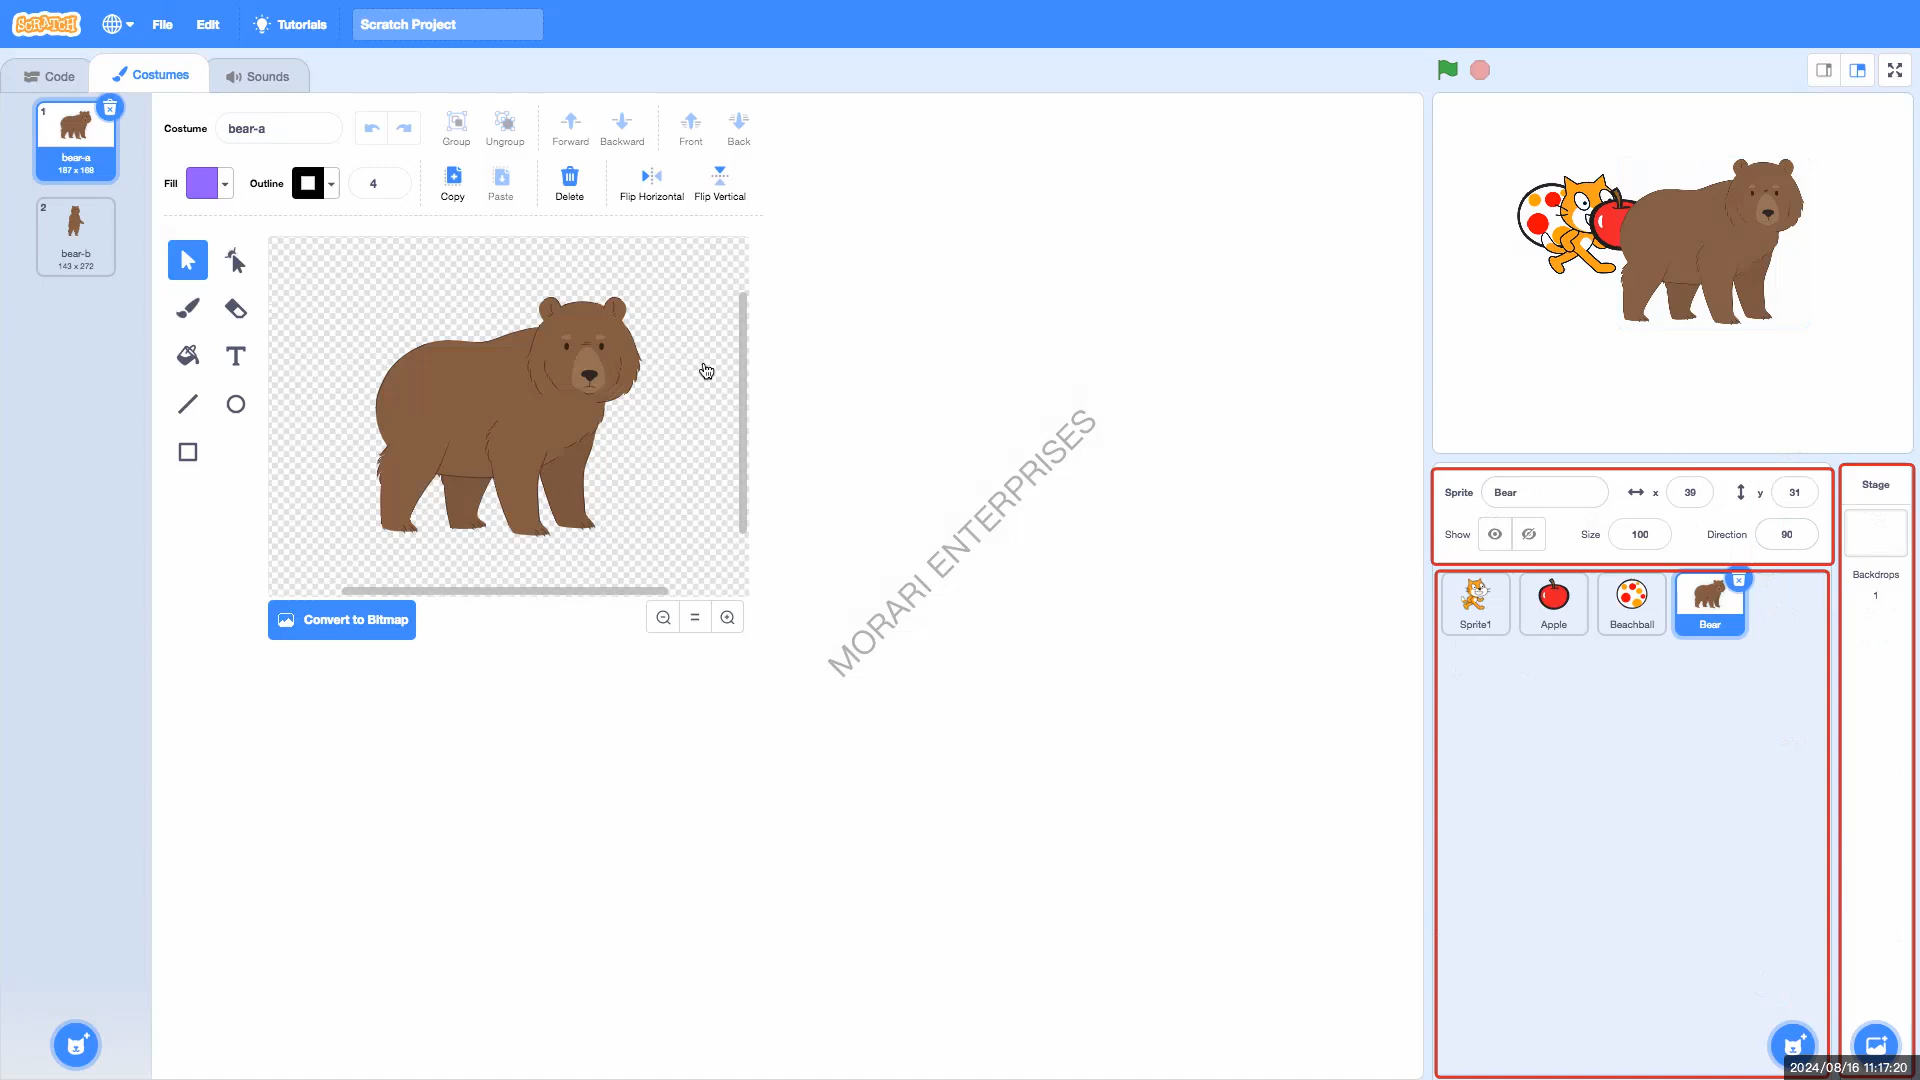 SCRATCH File Edit Tutorials Scratch Project
Code Costumes Sounds
1
bear-a
187 x 168
2
bear-b
143 x 272
Costume bear-a Group Ungroup Forward Backward Front Back
Fill Outline 4 Copy Paste Delete Flip Horizontal Flip Vertical
Convert to Bitmap
MORARI ENTERPRISES
Sprite Bear x 39 y 31
Show Size 100 Direction 90
Sprite1 Apple Beachball Bear
Stage
Backdrops
1
2024/08/16 11:17:20